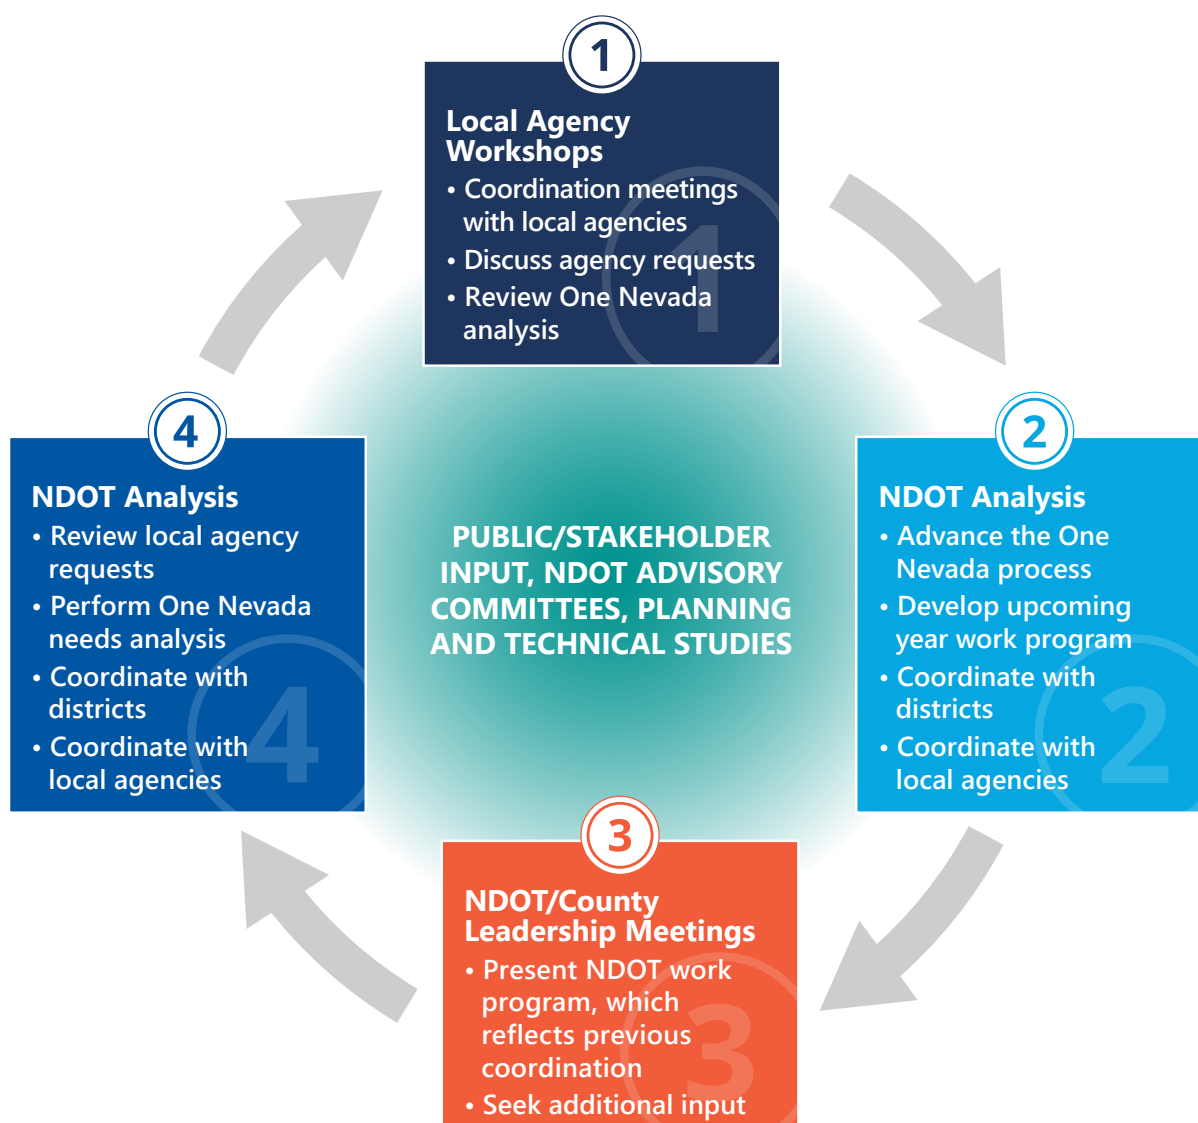 1
Local Agency
Workshops
• Coordination meetings
with local agencies
• Discuss agency requests
• Review One Nevada
analysis
1
2
NDOT Analysis
• Advance the One
Nevada process
• Develop upcoming
year work program
• Coordinate with
districts
• Coordinate with
local agencies
2
3
NDOT/County
Leadership Meetings
• Present NDOT work
program, which
reflects previous
coordination
• Seek additional input
3
4
NDOT Analysis
• Review local agency
requests
• Perform One Nevada
needs analysis
• Coordinate with
districts
• Coordinate with
local agencies
4
PUBLIC/STAKEHOLDER
INPUT, NDOT ADVISORY
COMMITTEES, PLANNING
AND TECHNICAL STUDIES